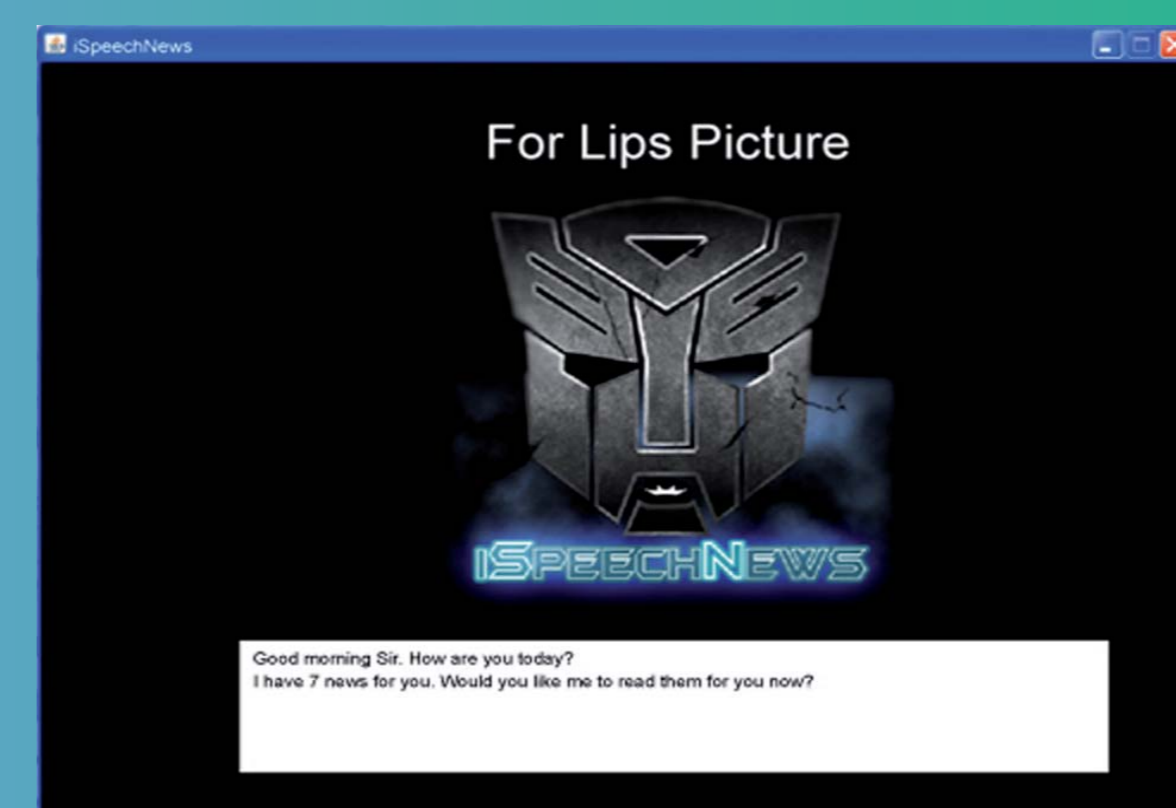 iSpeechNews
For Lips Picture
iSpeechNews
Good morning Sir. How are you today?
I have 7 news for you. Would you like me to read them for you now?